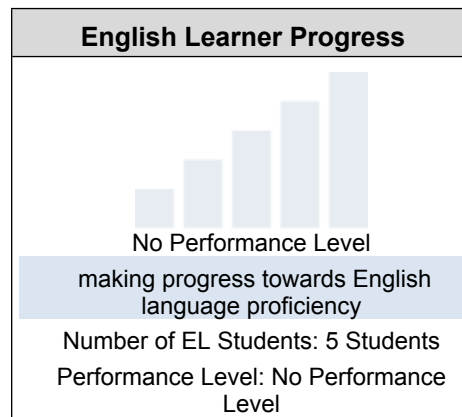 English Learner Progress
No Performance Level
making progress towards English
language proficiency
Number of EL Students: 5 Students
Performance Level: No Performance
Level